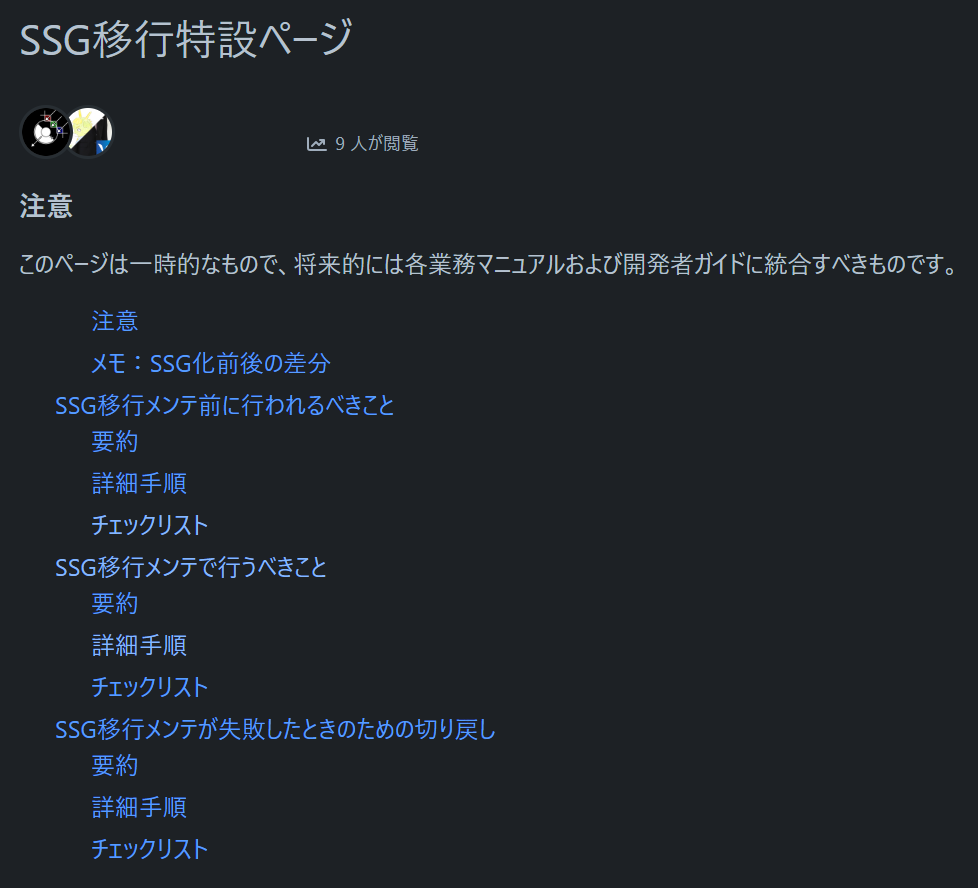 SSG移行特設ページ
9 人が閲覧
注意
このページは一時的なもので、将来的には各業務マニュアルおよび開発者ガイドに統合すべきものです。
注意
メモ：SSG化前後の差分
SSG移行メンテ前に行われるべきこと
要約
詳細手順
チェックリスト
SSG移行メンテで行うべきこと
要約
詳細手順
チェックリスト
SSG移行メンテが失敗したときのための切り戻し
要約
詳細手順
チェックリスト